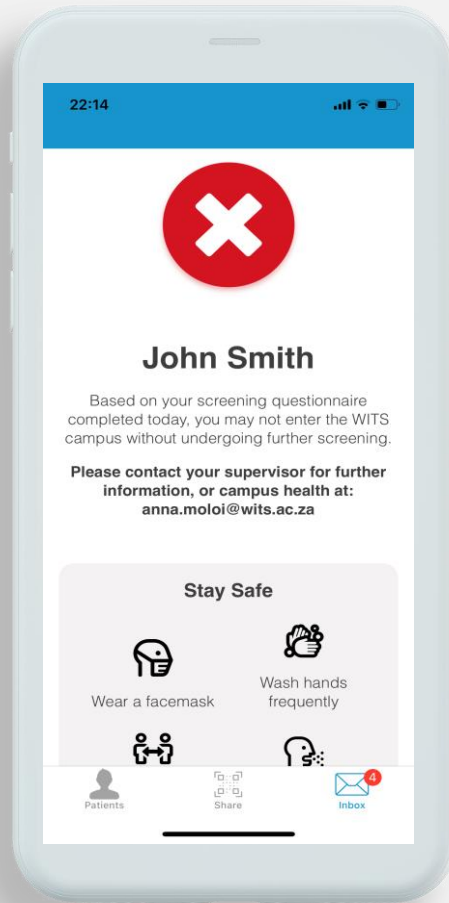 22:14
John Smith
Based on your screening questionnaire
completed today, you may not enter the WITS
campus without undergoing further screening.
Please contact your supervisor for further
information, or campus health at:
anna.moloi@wits.ac.za
Stay Safe
Wear a facemask
Wash hands
frequently
Patients
Share
4
Inbox